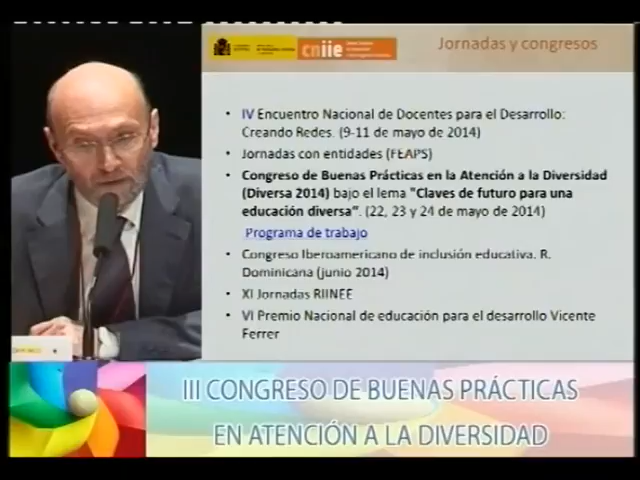 cniie
Jornadas y congresos
• IV Encuentro Nacional de Docentes para el Desarrollo:
Creando Redes. (9-11 de mayo de 2014)
• Jornadas con entidades (FEAPS)
• Congreso de Buenas Prácticas en la Atención a la Diversidad
(Diversa 2014) bajo el lema "Claves de futuro para una
educación diversa”. (22, 23 y 24 de mayo de 2014)
Programa de trabajo
• Congreso Iberoamericano de inclusión educativa. R.
Dominicana (junio 2014)
• XI Jornadas RIINEE
• VI Premio Nacional de educación para el desarrollo Vicente
Ferrer
III CONGRESO DE BUENAS PRÁCTICAS
EN ATENCIÓN A LA DIVERSIDAD